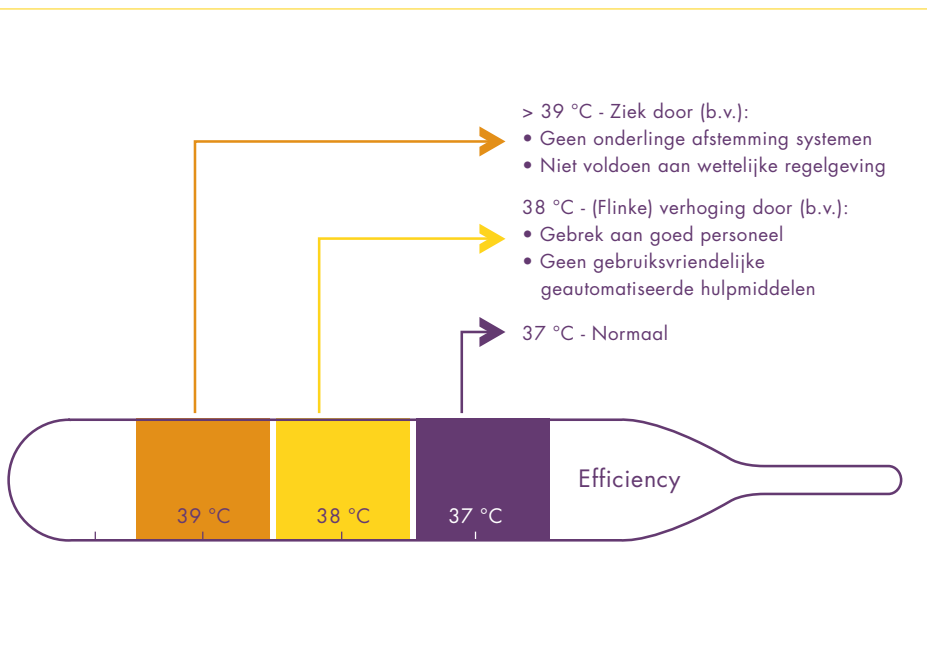 > 39 °C - Ziek door (b.v.):
• Geen onderlinge afstemming systemen
• Niet voldoen aan wettelijke regelgeving
38 °C - (Flinke) verhoging door (b.v.):
• Gebrek aan goed personeel
• Geen gebruiksvriendelijke
geautomatiseerde hulpmiddelen
37 °C - Normaal
Efficiency
39 °C
38 °C
37 °C